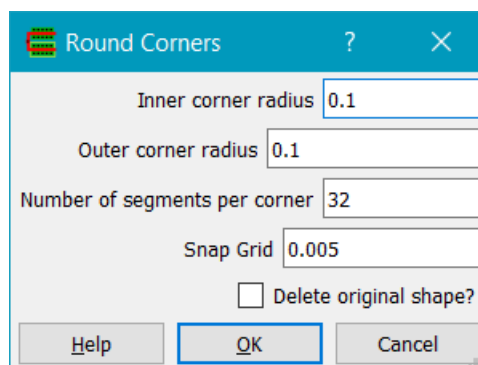 Round Corners ?
Inner corner radius 0.1
Outer corner radius 0.1
Number of segments per corner 32
Snap Grid 0.005
Delete original shape?
Help OK Cancel